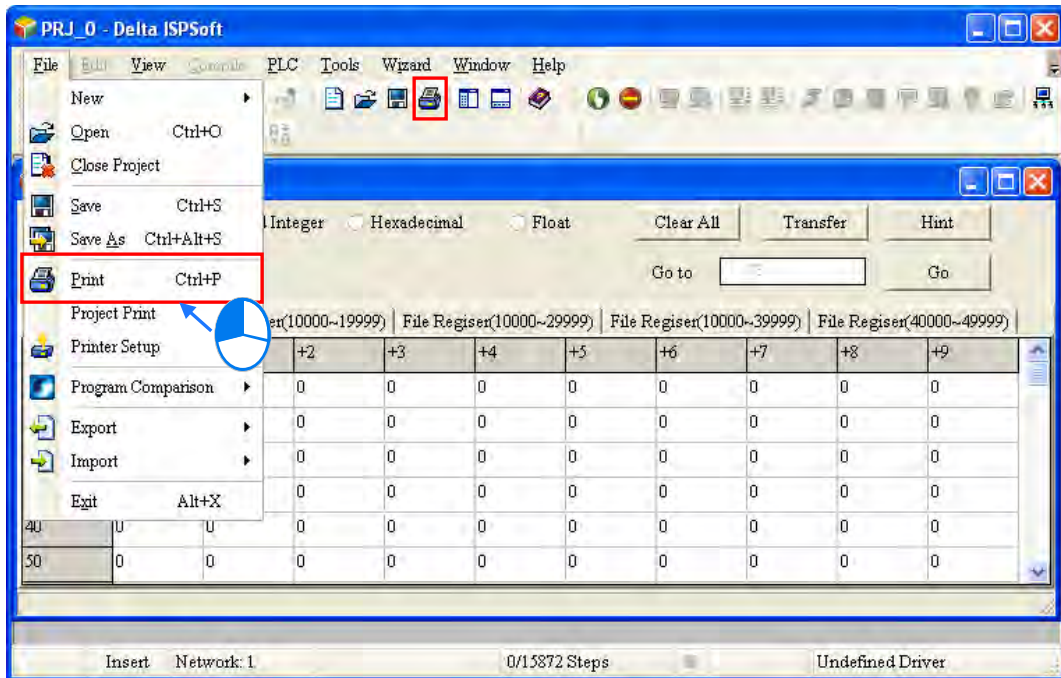 PRJ_0 - Delta ISPSoft
File Edit View Compile PLC Tools Wizard Window Help
New
Open Ctrl+O
Close Project
Save Ctrl+S
Save As Ctrl+Alt+S
Print Ctrl+P
Project Print
Printer Setup
Program Comparison
Export
Import
Exit Alt+X
Integer Hexadecimal Float Clear All Transfer Hint
Go to Go
er(10000~19999) File Regiser(10000~29999) File Regiser(10000~39999) File Regiser(40000~49999)
+2 +3 +4 +5 +6 +7 +8 +9
0 0 0 0 0 0 0 0
0 0 0 0 0 0 0 0
0 0 0 0 0 0 0 0
0 0 0 0 0 0 0 0
40 0 0 0 0 0 0 0 0 0 0
50 0 0 0 0 0 0 0 0 0 0
Insert Network: 1 0/15872 Steps Undefined Driver